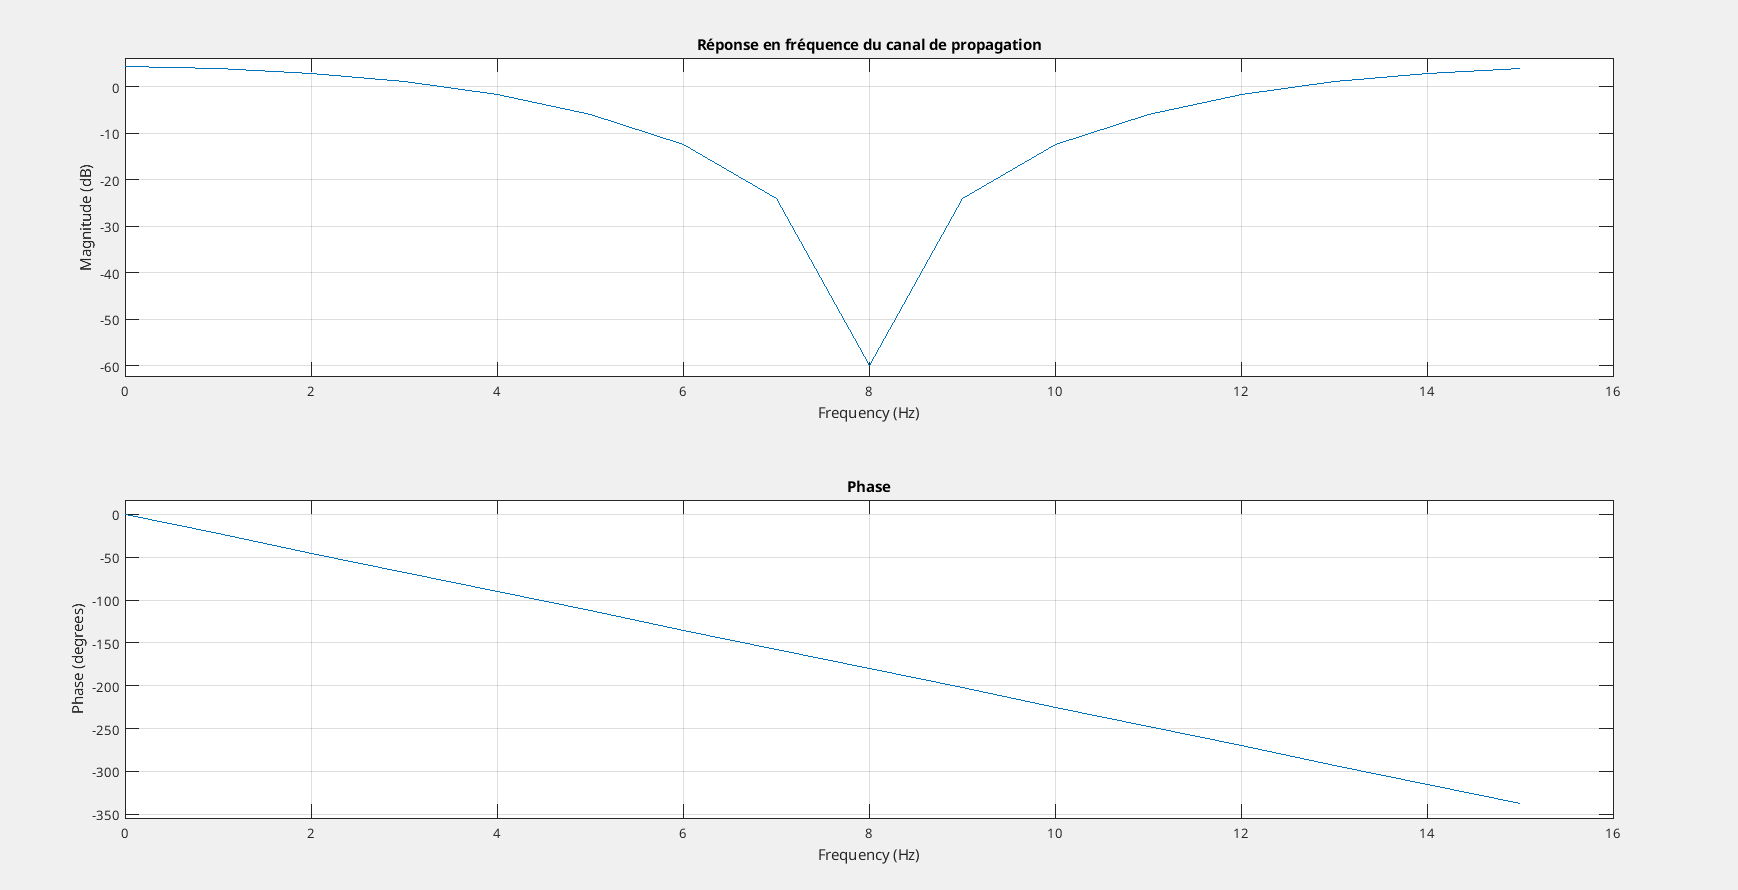 Réponse en fréquence du canal de propagation
Magnitude (dB)
0
-10
-20
-30
-40
-50
-60
0 2 4 6 8 10 12 14 16
Frequency (Hz)
Phase
Phase (degrees)
0
-50
-100
-150
-200
-250
-300
-350
0 2 4 6 8 10 12 14 16
Frequency (Hz)